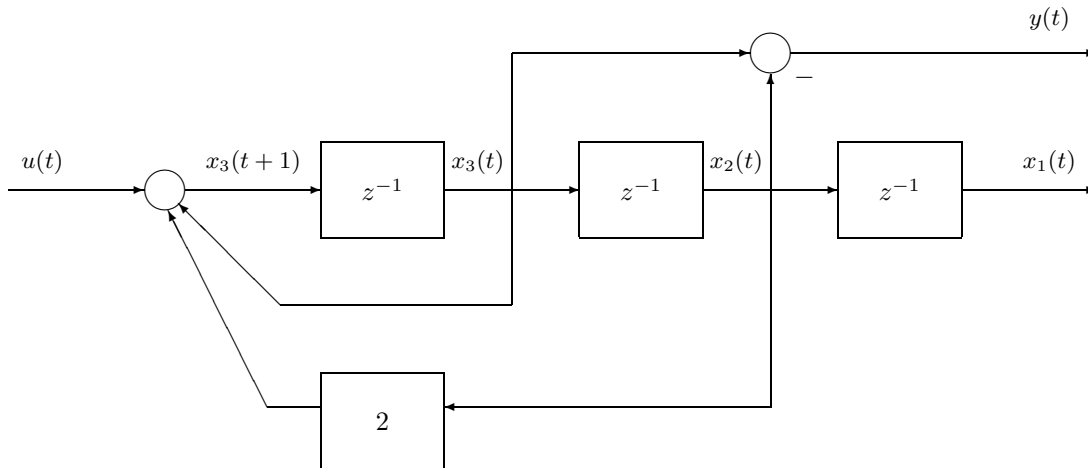 y(t)
−
u(t)
x₃(t + 1)
z⁻¹
x₃(t)
z⁻¹
x₂(t)
z⁻¹
x₁(t)
2